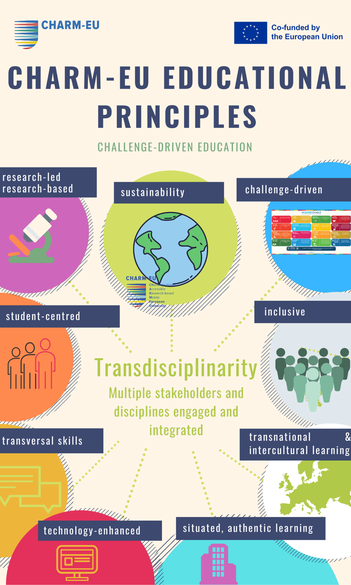 CHARM-EU
Co-funded by
the European Union
CHARM-EU EDUCATIONAL
PRINCIPLES
CHALLENGE-DRIVEN EDUCATION
research-led
research-based
sustainability
challenge-driven
CHARM-EU
student-centred
inclusive
Transdisciplinarity
Multiple stakeholders and
disciplines engaged and
integrated
transversal skills
transnational &
intercultural learning
technology-enhanced
situated, authentic learning